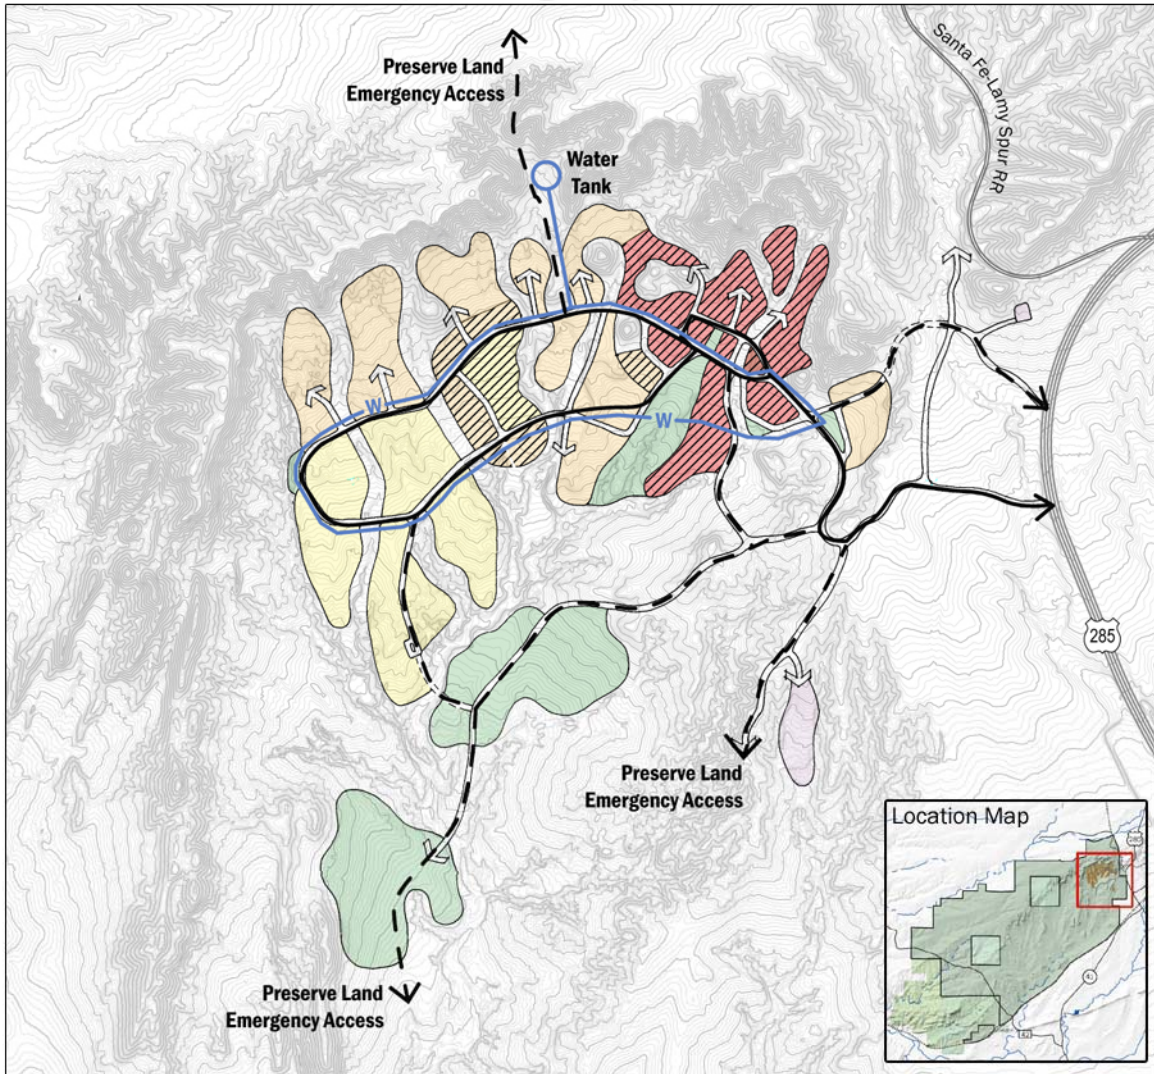 Preserve Land
Emergency Access
Santa Fe-Lamy Spur RR
Water
Tank
W
W
285
Preserve Land
Emergency Access
Preserve Land
Emergency Access
Location Map
41